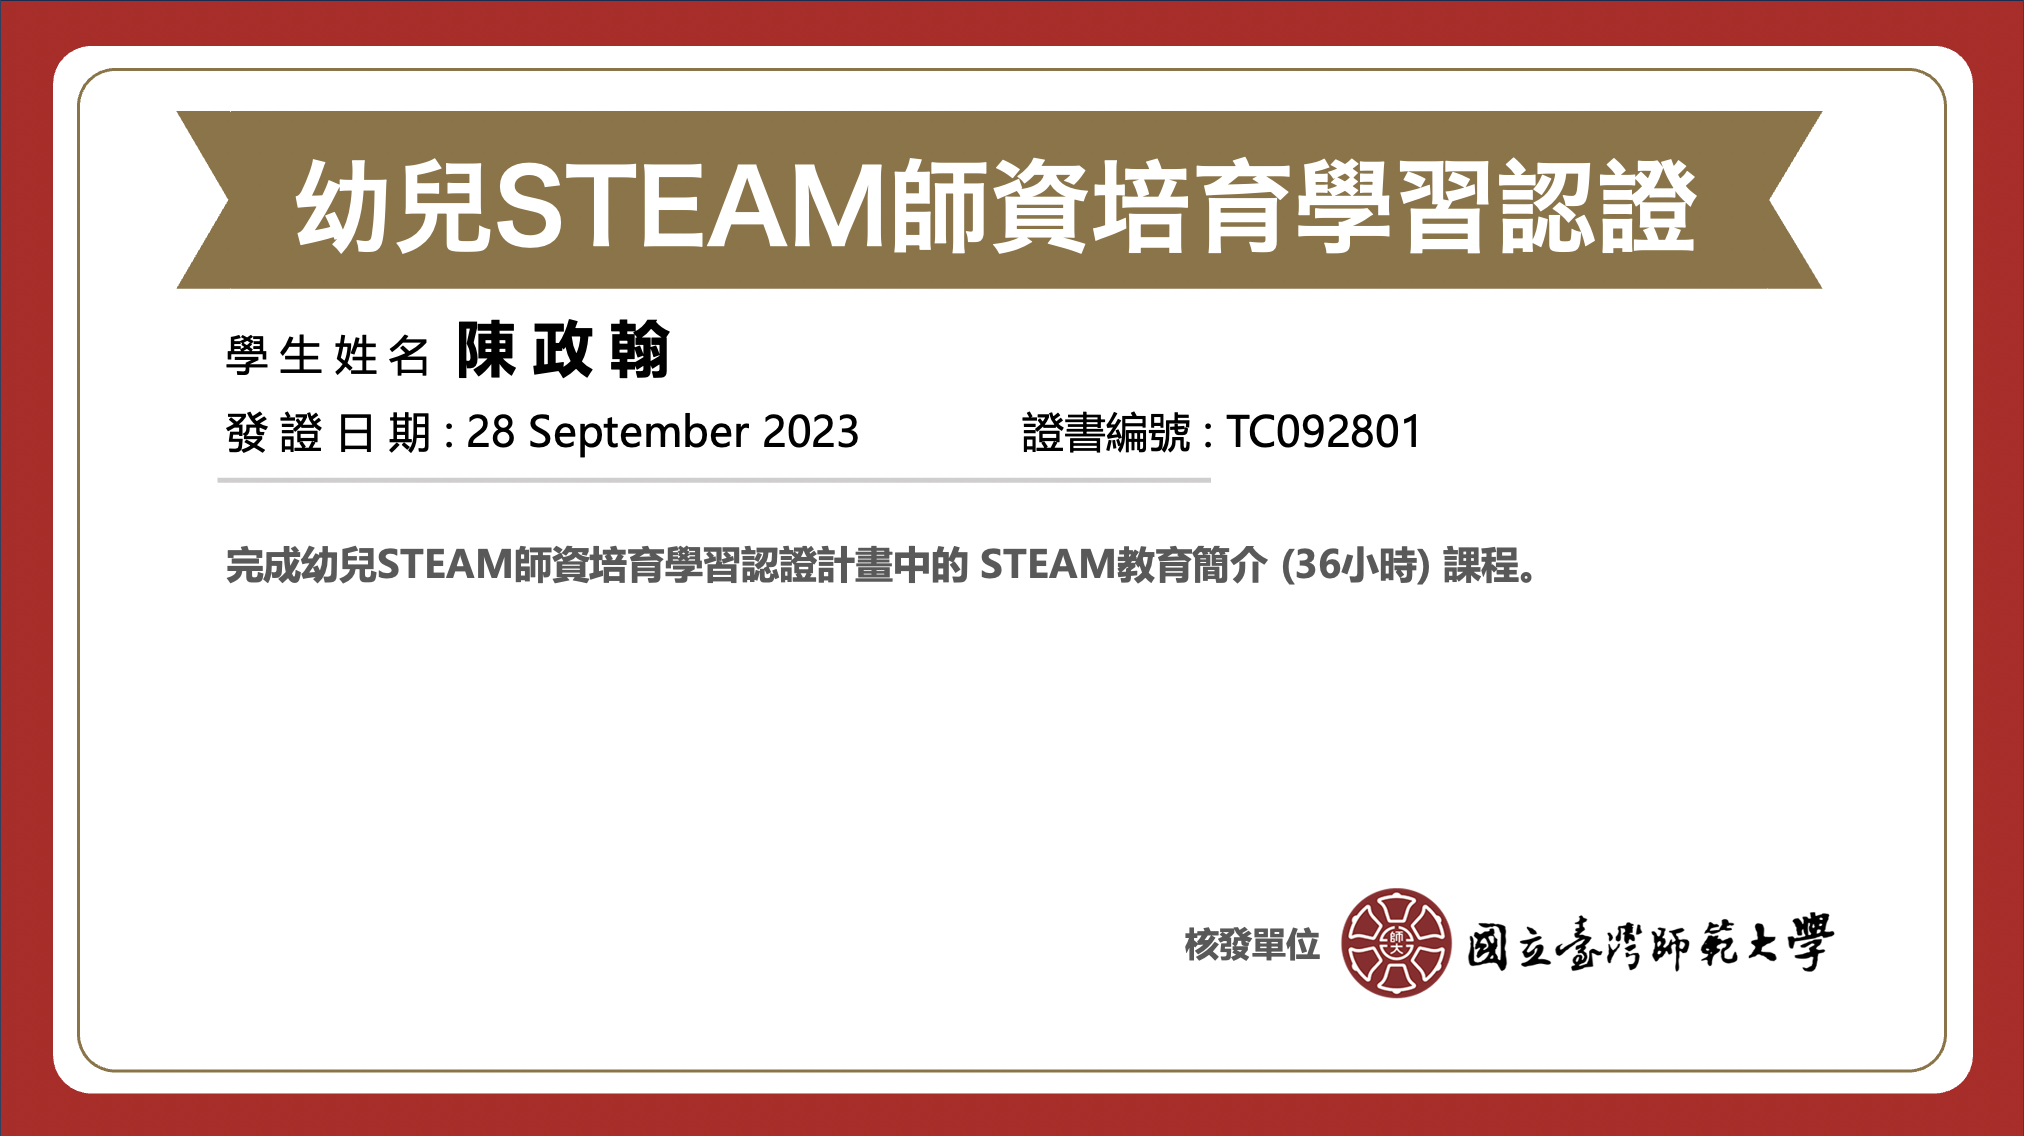 幼兒STEAM師資培育學習認證
學生姓名 陳政翰
發證日期 : 28 September 2023 證書編號 : TC092801
完成幼兒STEAM師資培育學習認證計畫中的 STEAM教育簡介 (36小時) 課程。
核發單位 師大 國立臺灣師範大學